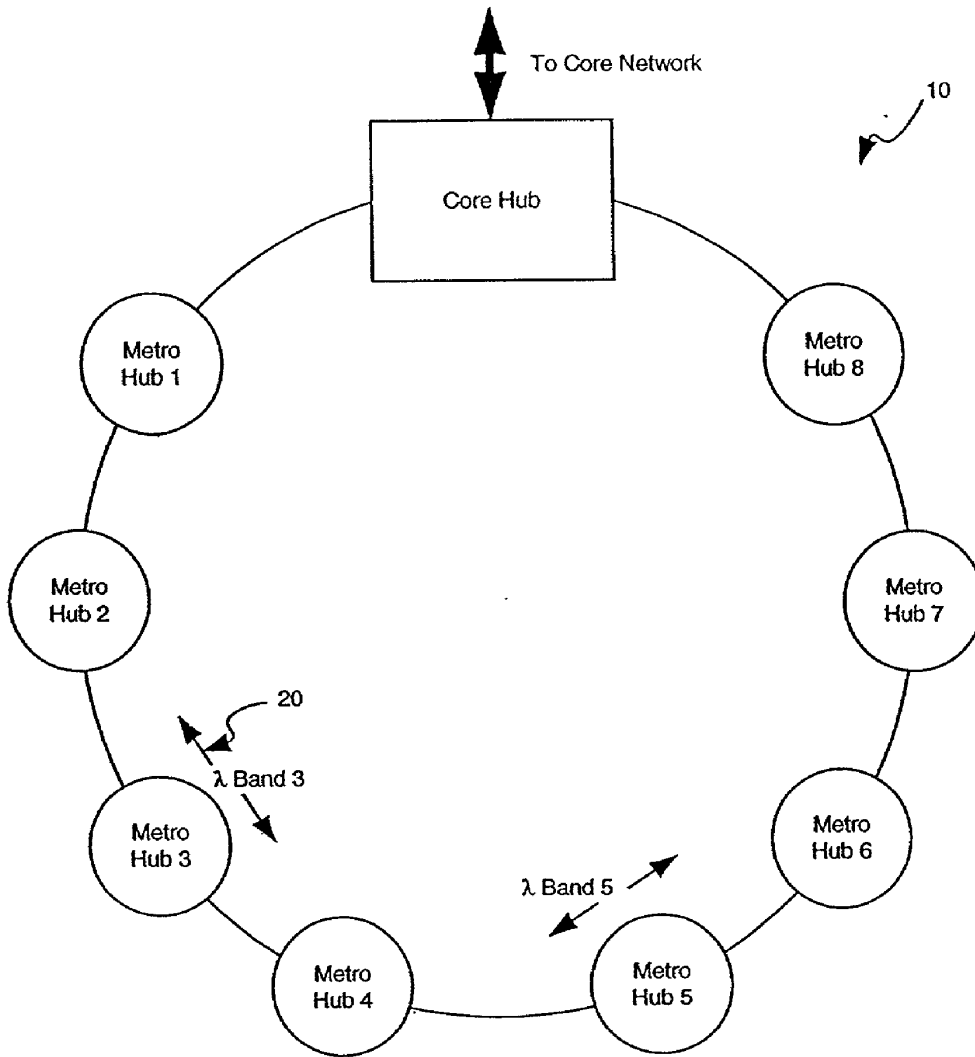 To Core Network
10
Core Hub
Metro
Hub 1
Metro
Hub 8
Metro
Hub 2
Metro
Hub 7
20
λ Band 3
Metro
Hub 3
Metro
Hub 6
λ Band 5
Metro
Hub 4
Metro
Hub 5